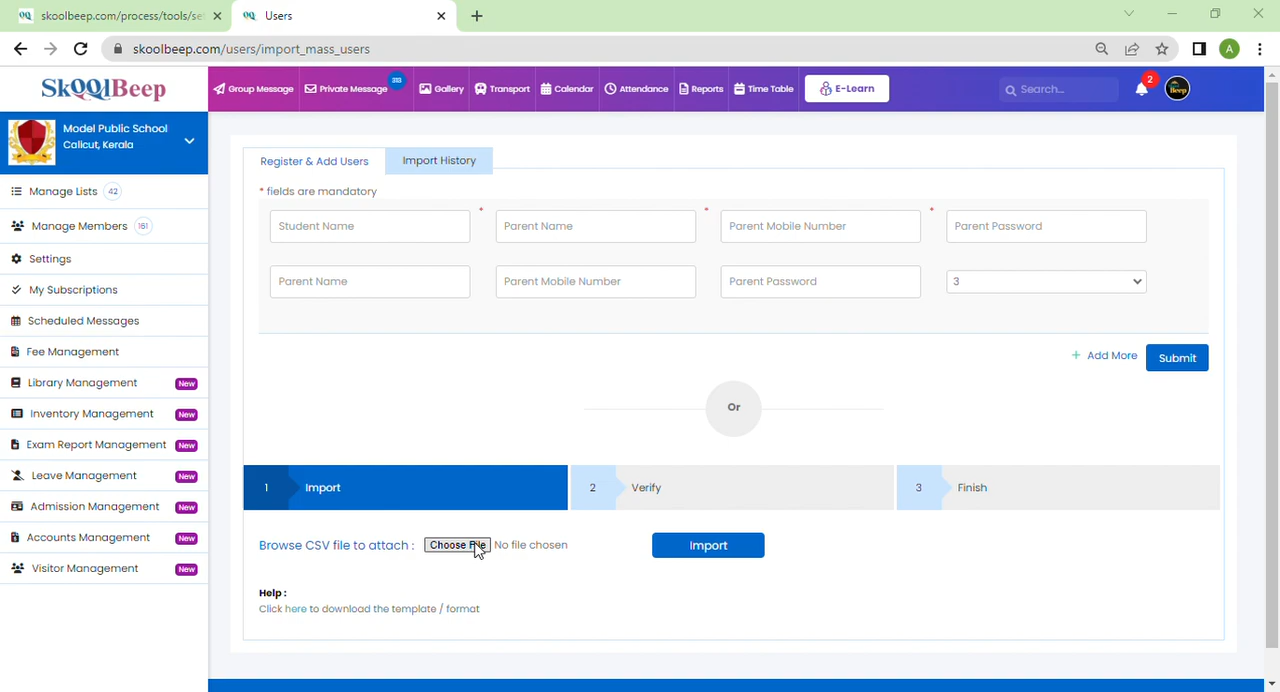 skoolbeep.com/process/tools/set
Users
skoolbeep.com/users/import_mass_users
A
SkOOlBeep
Group Message
Private Message
313
Gallery
Transport
Calendar
Attendance
Reports
Time Table
E-Learn
Search...
2
Model Public School
Calicut, Kerala
Manage Lists 42
Manage Members 161
Settings
My Subscriptions
Scheduled Messages
Fee Management
Library Management New
Inventory Management New
Exam Report Management New
Leave Management New
Admission Management New
Accounts Management New
Visitor Management New
Register & Add Users
Import History
* fields are mandatory
Student Name * Parent Name * Parent Mobile Number * Parent Password
Parent Name Parent Mobile Number Parent Password 3
+ Add More Submit
Or
1 Import 2 Verify 3 Finish
Browse CSV file to attach : Choose File No file chosen Import
Help :
Click here to download the template / format